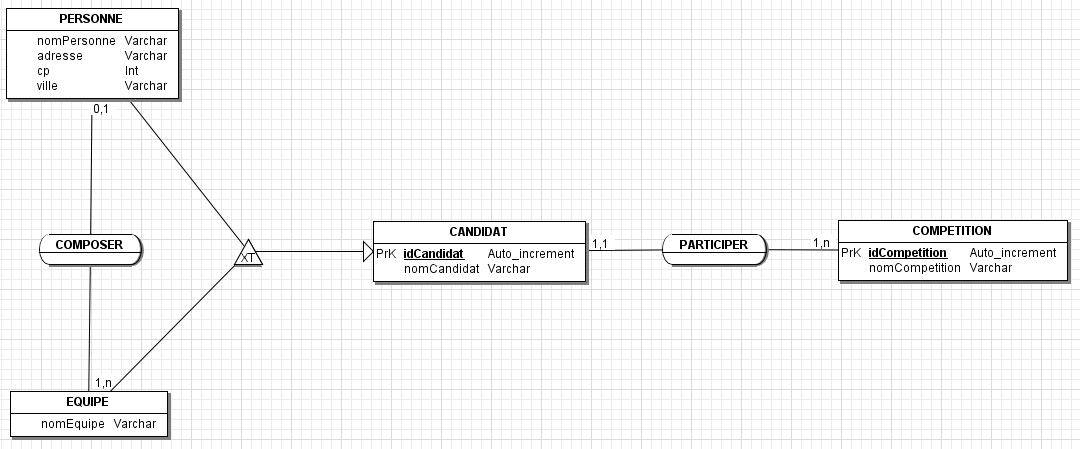 PERSONNE
nomPersonne Varchar
adresse Varchar
cp Int
ville Varchar
0,1
COMPOSER
1,n
EQUIPE
nomEquipe Varchar
XT
CANDIDAT
PrK idCandidat Auto_increment
nomCandidat Varchar
1,1
PARTICIPER
1,n
COMPETITION
PrK idCompetition Auto_increment
nomCompetition Varchar